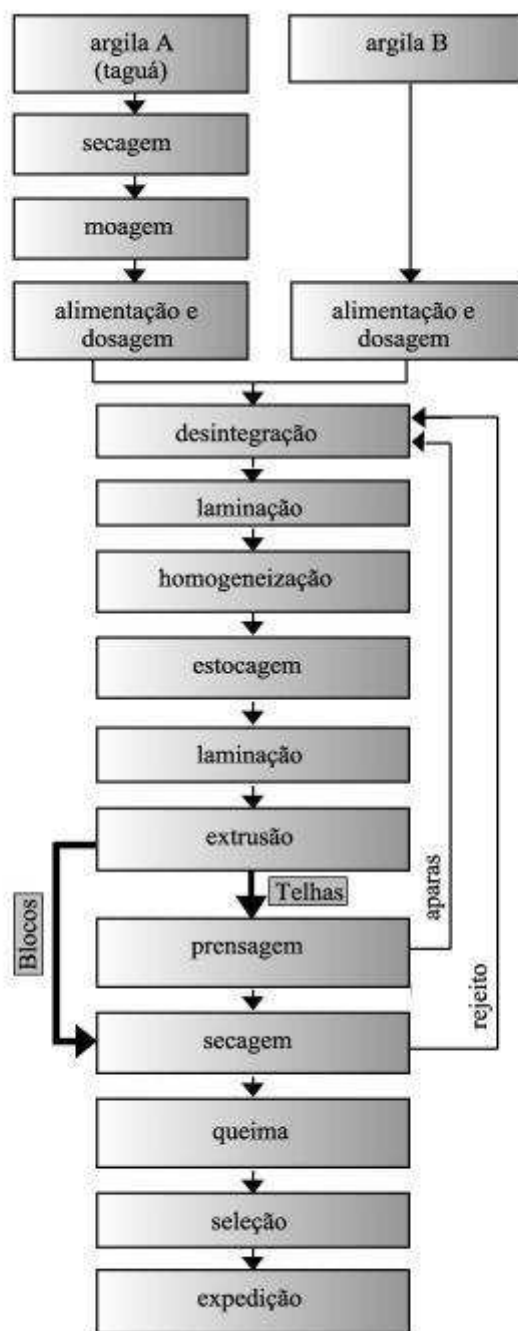 argila A
(taguá)
argila B
secagem
moagem
alimentação e
dosagem
alimentação e
dosagem
desintegração
laminação
homogeneização
estocagem
laminação
extrusão
Telhas
Blocos
aparas
prensagem
rejeito
secagem
queima
seleção
expedição